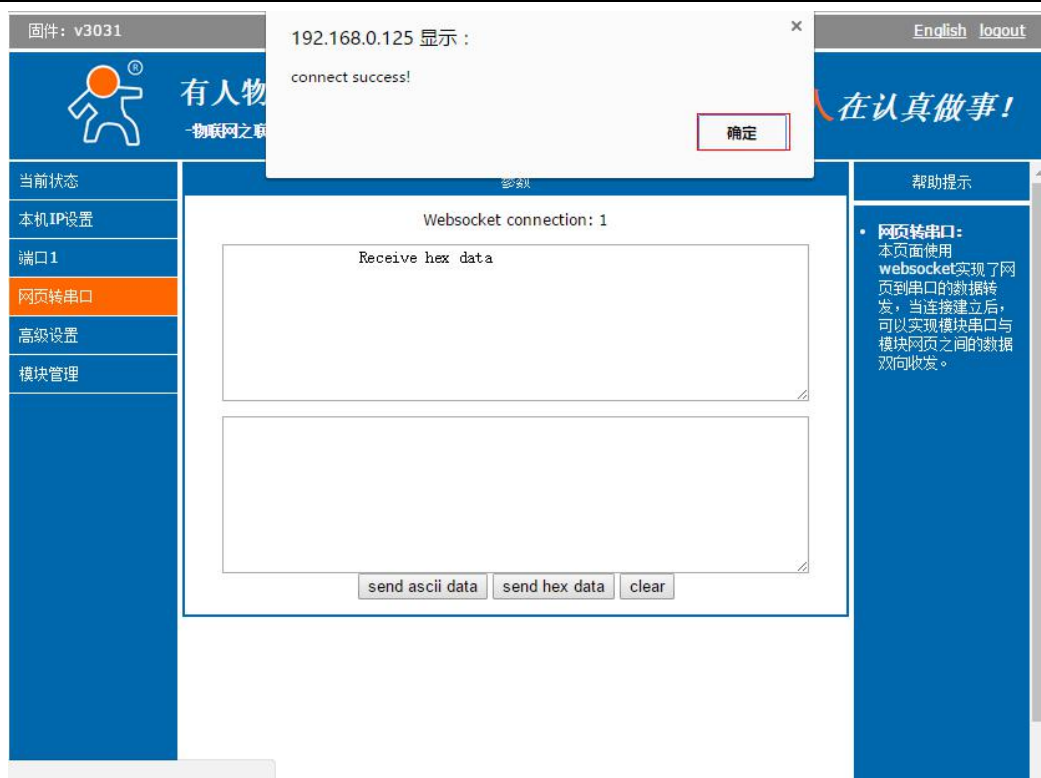 固件：v3031
English logout
192.168.0.125 显示：
×
connect success!
确定
®
有人物
-物联网之联
人在认真做事!
当前状态
本机IP设置
端口1
网页转串口
高级设置
模块管理
参数
Websocket connection: 1
Receive hex data
send ascii data
send hex data
clear
帮助提示
• 网页转串口：
本页面使用
websocket实现了网
页到串口的数据转
发，当连接建立后，
可以实现模块串口与
模块网页之间的数据
双向收发。